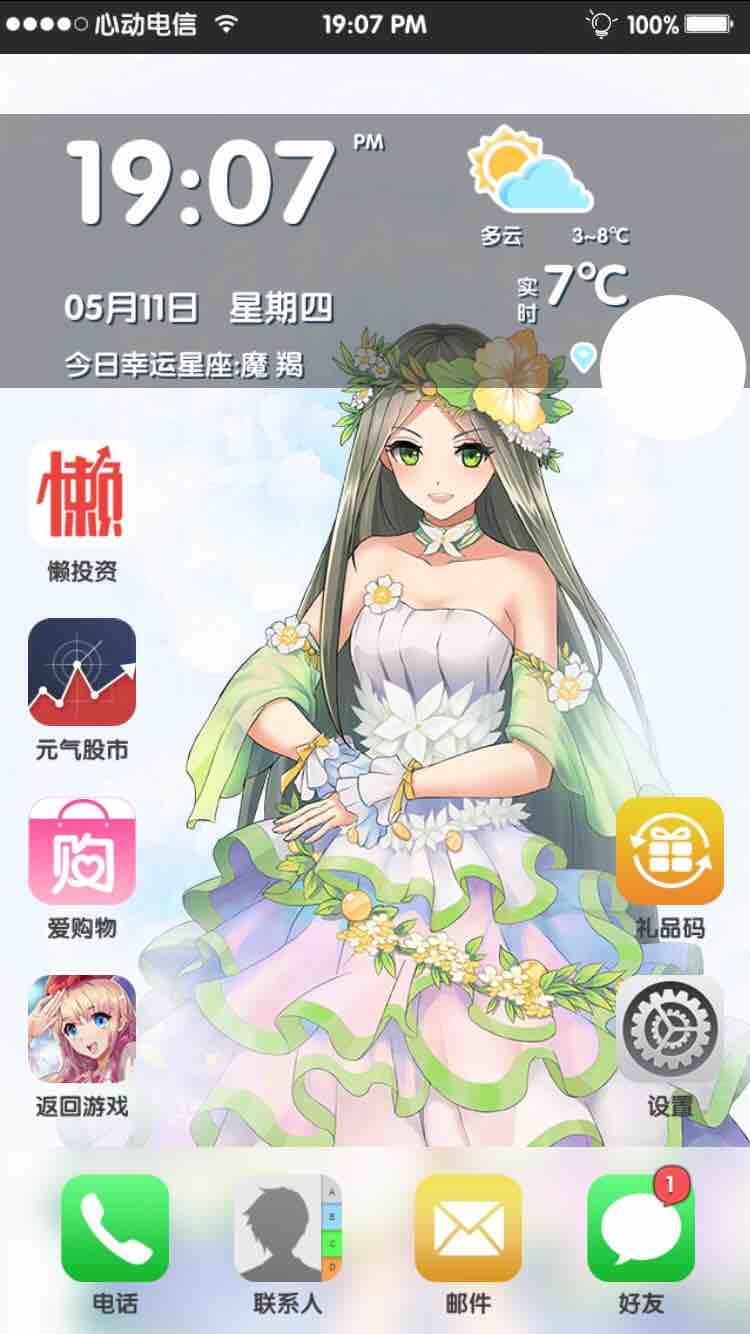 心动电信 19:07 PM 100%
19:07 PM
多云 3~8℃
实时 7℃
05月11日 星期四
今日幸运星座:魔羯
懒
懒投资
元气股市
购
爱购物
礼品码
返回游戏
设置
A
B
C
D
1
电话 联系人 邮件 好友